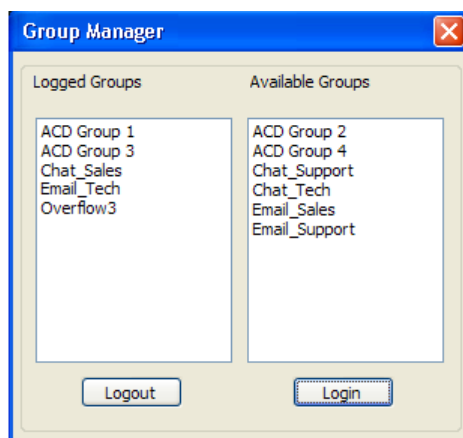 Group Manager
Logged Groups
Available Groups
ACD Group 1
ACD Group 3
Chat_Sales
Email_Tech
Overflow3
ACD Group 2
ACD Group 4
Chat_Support
Chat_Tech
Email_Sales
Email_Support
Logout
Login